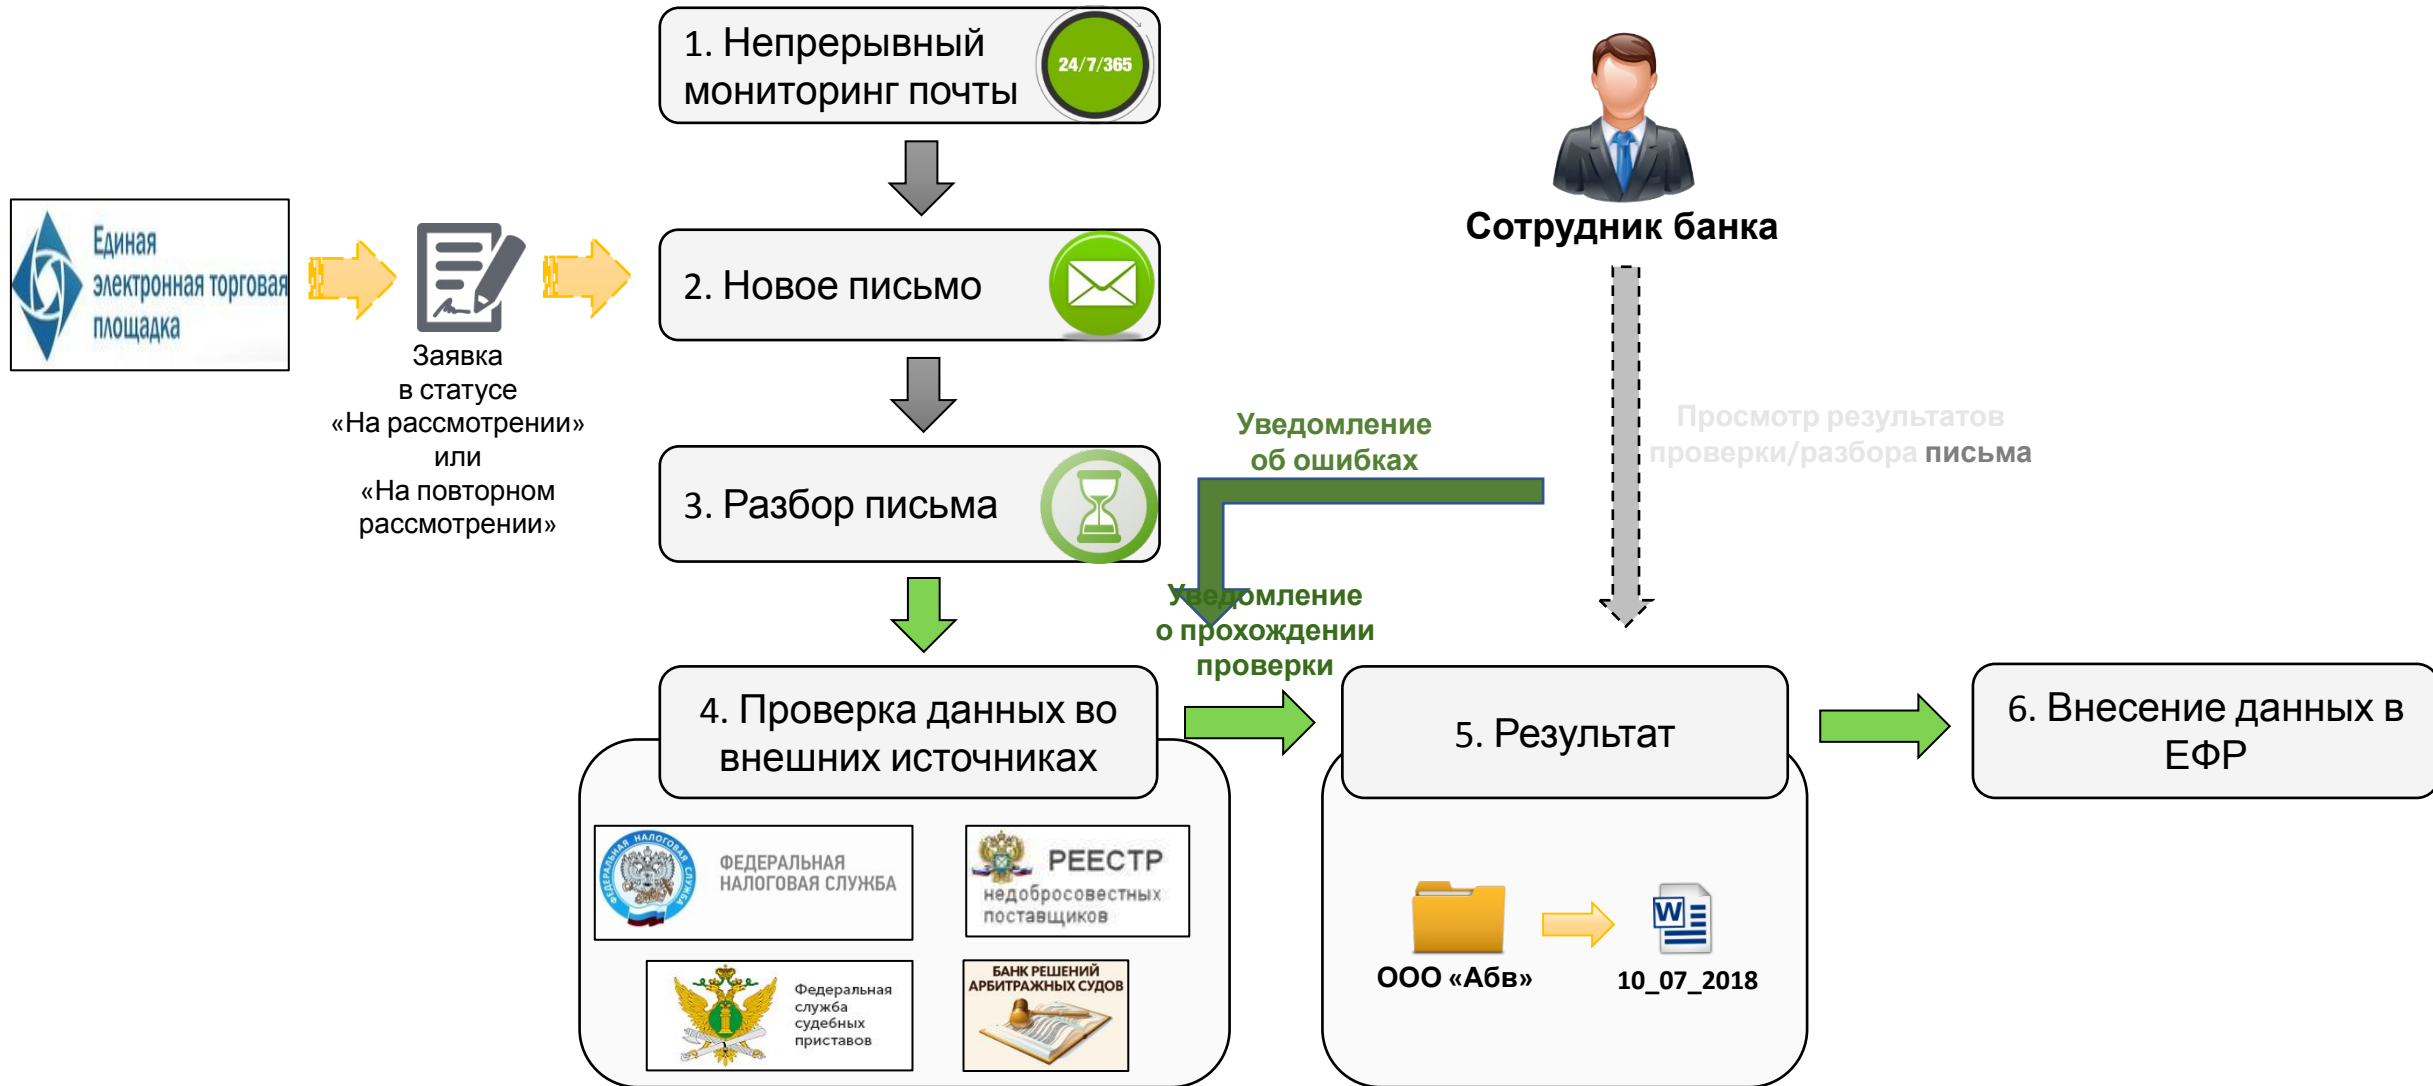 1. Непрерывный
мониторинг почты
24/7/365
Сотрудник банка
Единая
электронная торговая
площадка
2. Новое письмо
Заявка
в статусе
«На рассмотрении»
или
«На повторном
рассмотрении»
3. Разбор письма
Уведомление
об ошибках
Просмотр результатов
проверки/разбора письма
Уведомление
о прохождении
проверки
4. Проверка данных во
внешних источниках
5. Результат
6. Внесение данных в
ЕФР
ФЕДЕРАЛЬНАЯ НАЛОГОВАЯ СЛУЖБА
ФЕДЕРАЛЬНАЯ
НАЛОГОВАЯ СЛУЖБА
РЕЕСТР
недобросовестных
поставщиков
Федеральная
служба
судебных
приставов
БАНК РЕШЕНИЙ
АРБИТРАЖНЫХ СУДОВ
W
ООО «Абв»
10_07_2018